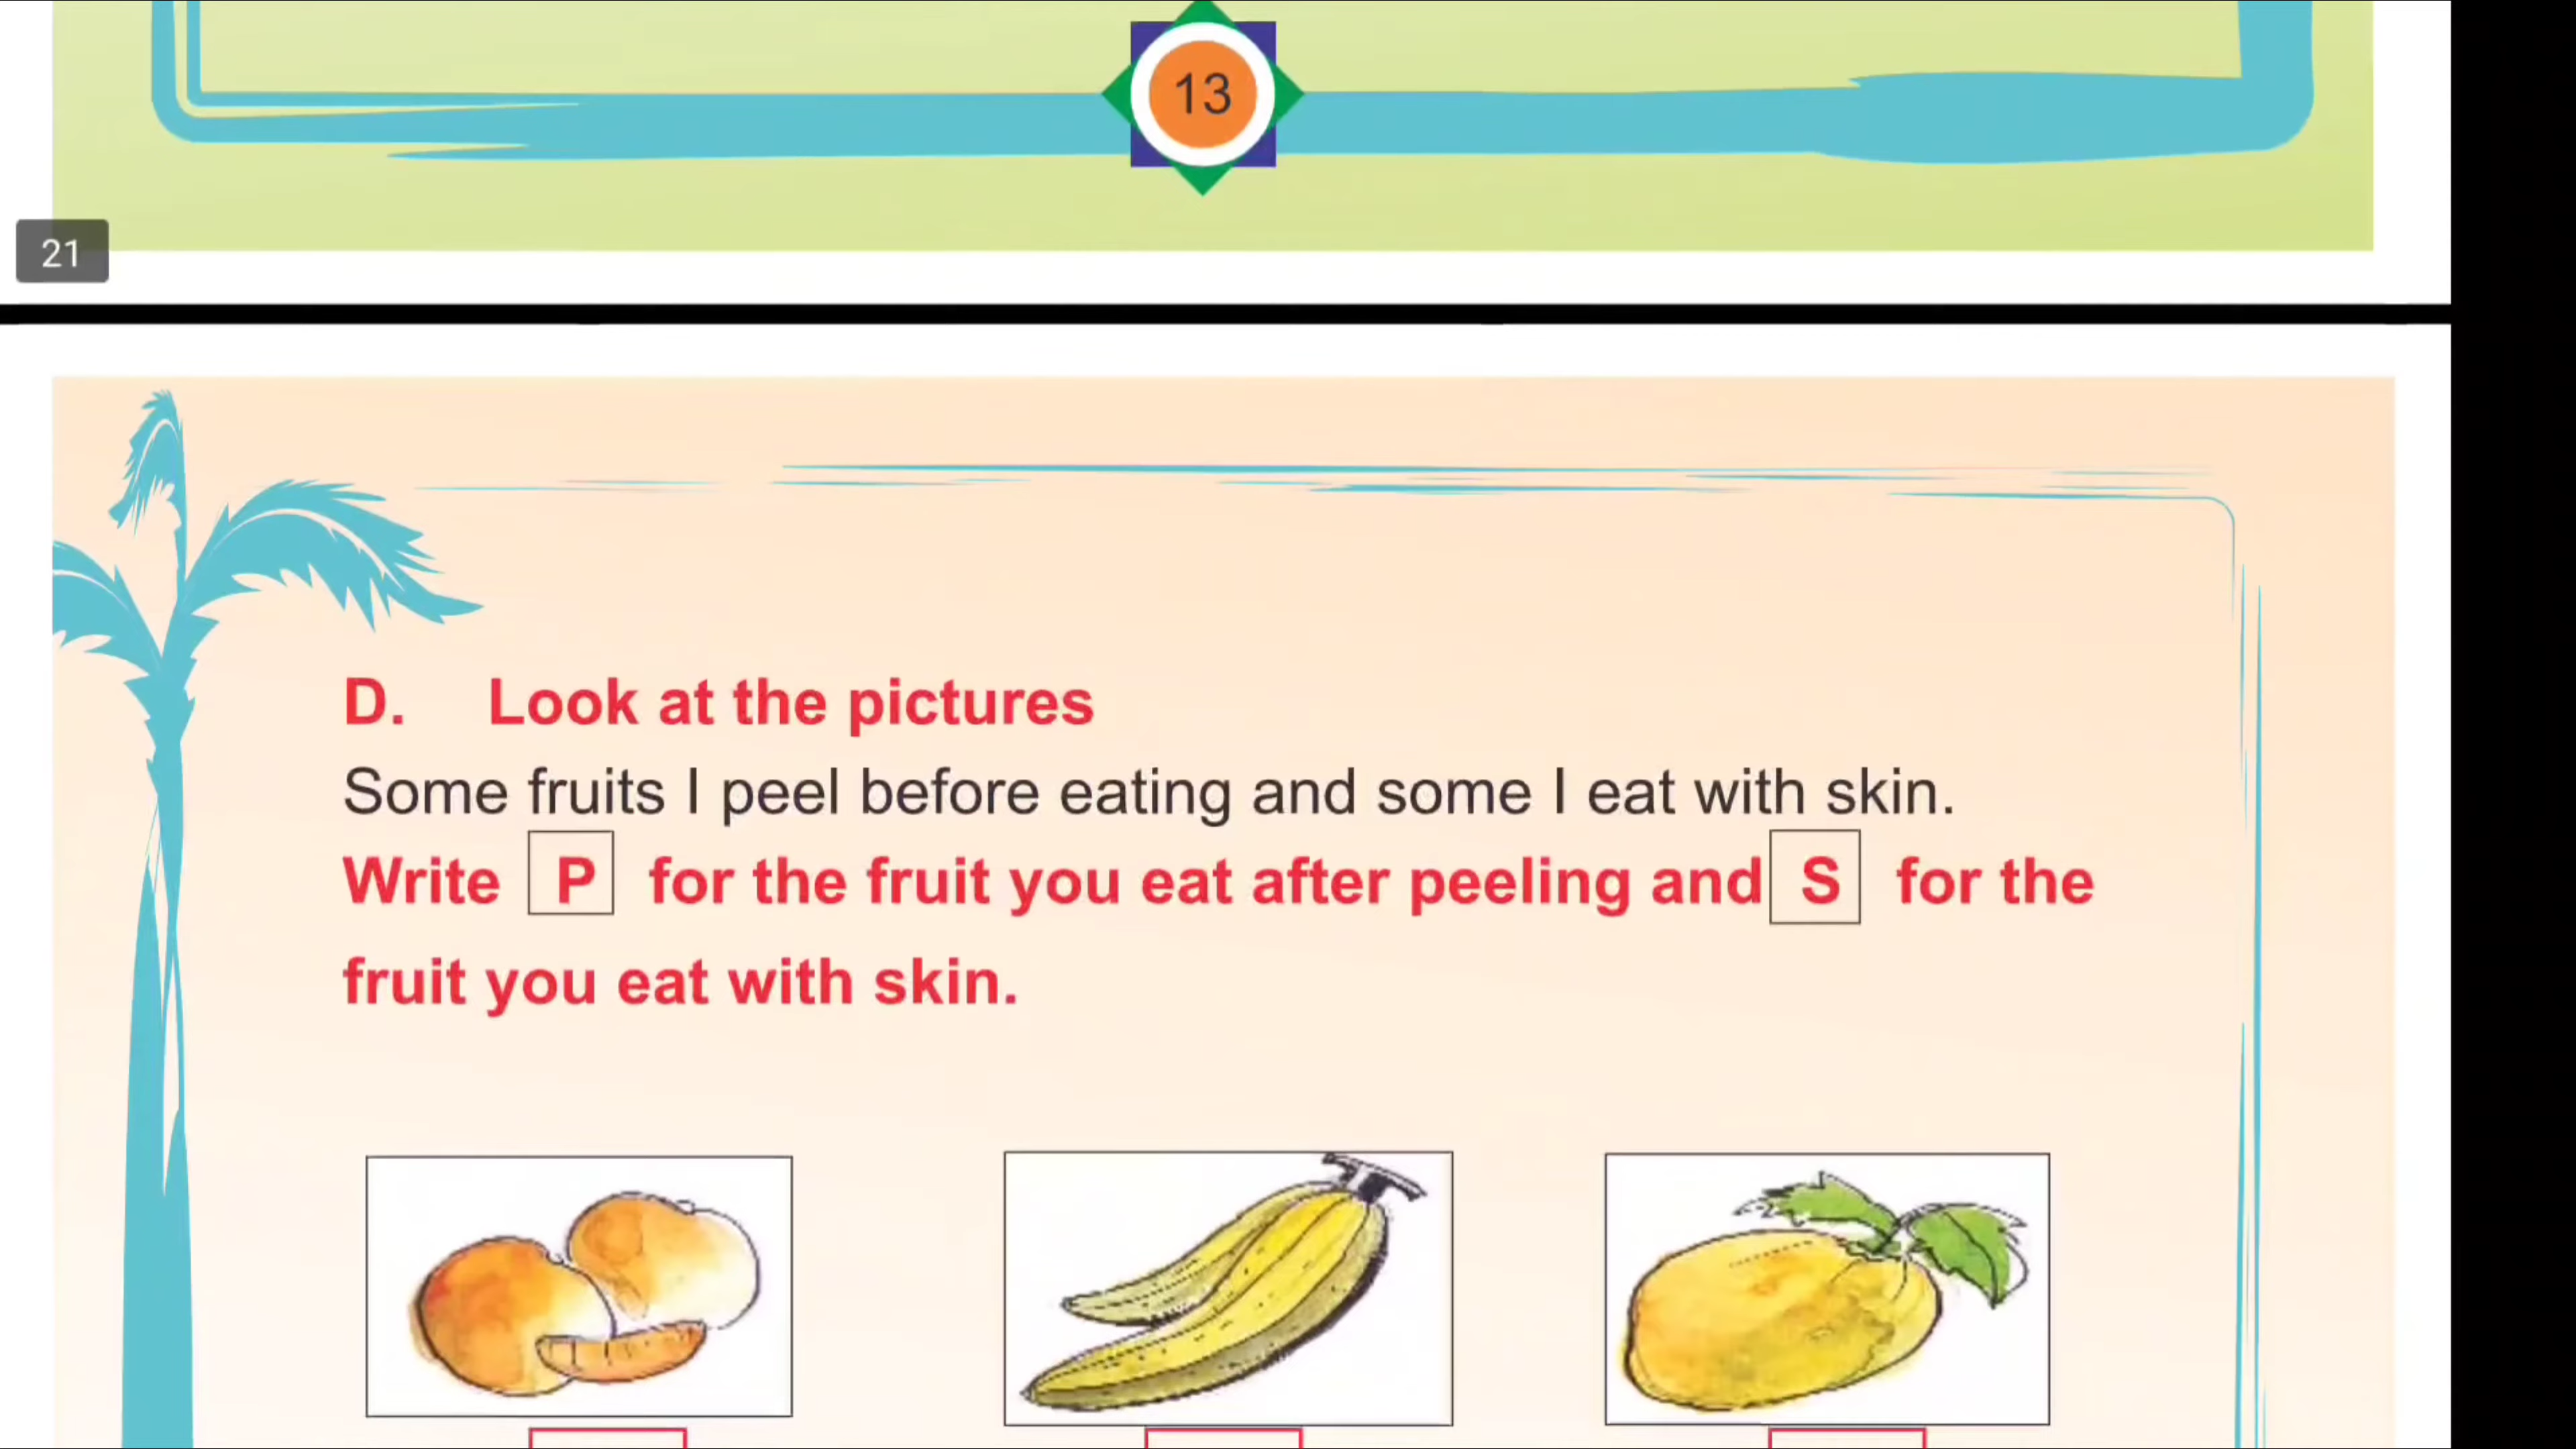 13
21
D. Look at the pictures
Some fruits I peel before eating and some I eat with skin.
Write P for the fruit you eat after peeling and S for the
fruit you eat with skin.